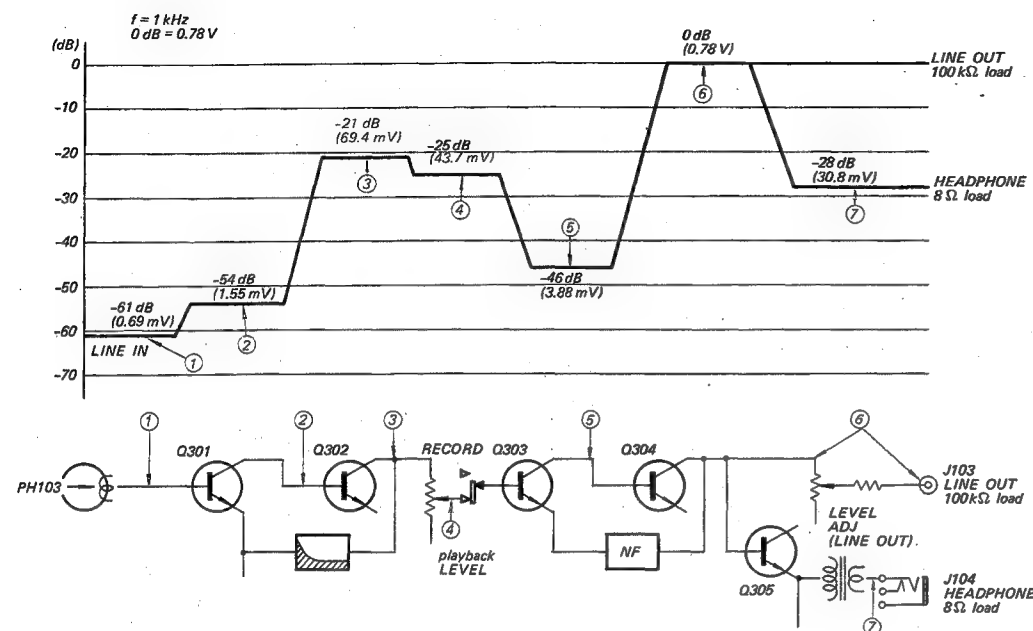 f = 1 kHz
0 dB = 0.78 V
(dB)
0
-10
-20
-30
-40
-50
-60
-70
-61 dB
(0.69 mV)
LINE IN
1
-54 dB
(1.55 mV)
2
-21 dB
(69.4 mV)
3
-25 dB
(43.7 mV)
4
5
-46 dB
(3.88 mV)
0 dB
(0.78 V)
6
-28 dB
(30.8 mV)
7
LINE OUT
100 kΩ load
HEADPHONE
8 Ω load
1
2
3
5
6
PH103
Q301
Q302
RECORD
Q303
Q304
4
playback
LEVEL
NF
J103
LINE OUT
100kΩ load
LEVEL
ADJ
(LINE OUT).
Q305
J104
HEADPHONE
8Ω load
7